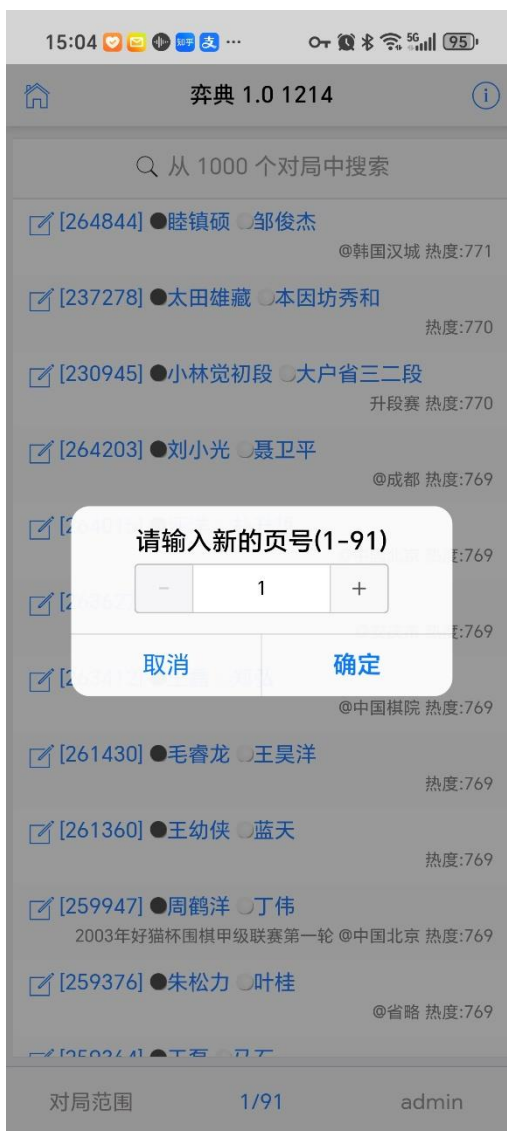 15:04 知乎 支 ... 5G 95
弈典 1.0 1214
从 1000 个对局中搜索
[264844] ●睦镇硕 ●邹俊杰
@韩国汉城 热度:771
[237278] ●太田雄藏 ●本因坊秀和
热度:770
[230945] ●小林觉初段 ●大户省三二段
升段赛 热度:770
[264203] ●刘小光 ●聂卫平
@成都 热度:769
请输入新的页号(1-91)
- 1 +
取消 确定
@中国棋院 热度:769
[261430] ●毛睿龙 ●王昊洋
热度:769
[261360] ●王幼侠 ●蓝天
热度:769
[259947] ●周鹤洋 ●丁伟
2003年好猫杯围棋甲级联赛第一轮 @中国北京 热度:769
[259376] ●朱松力 ●叶桂
@省略 热度:769
对局范围 1/91 admin